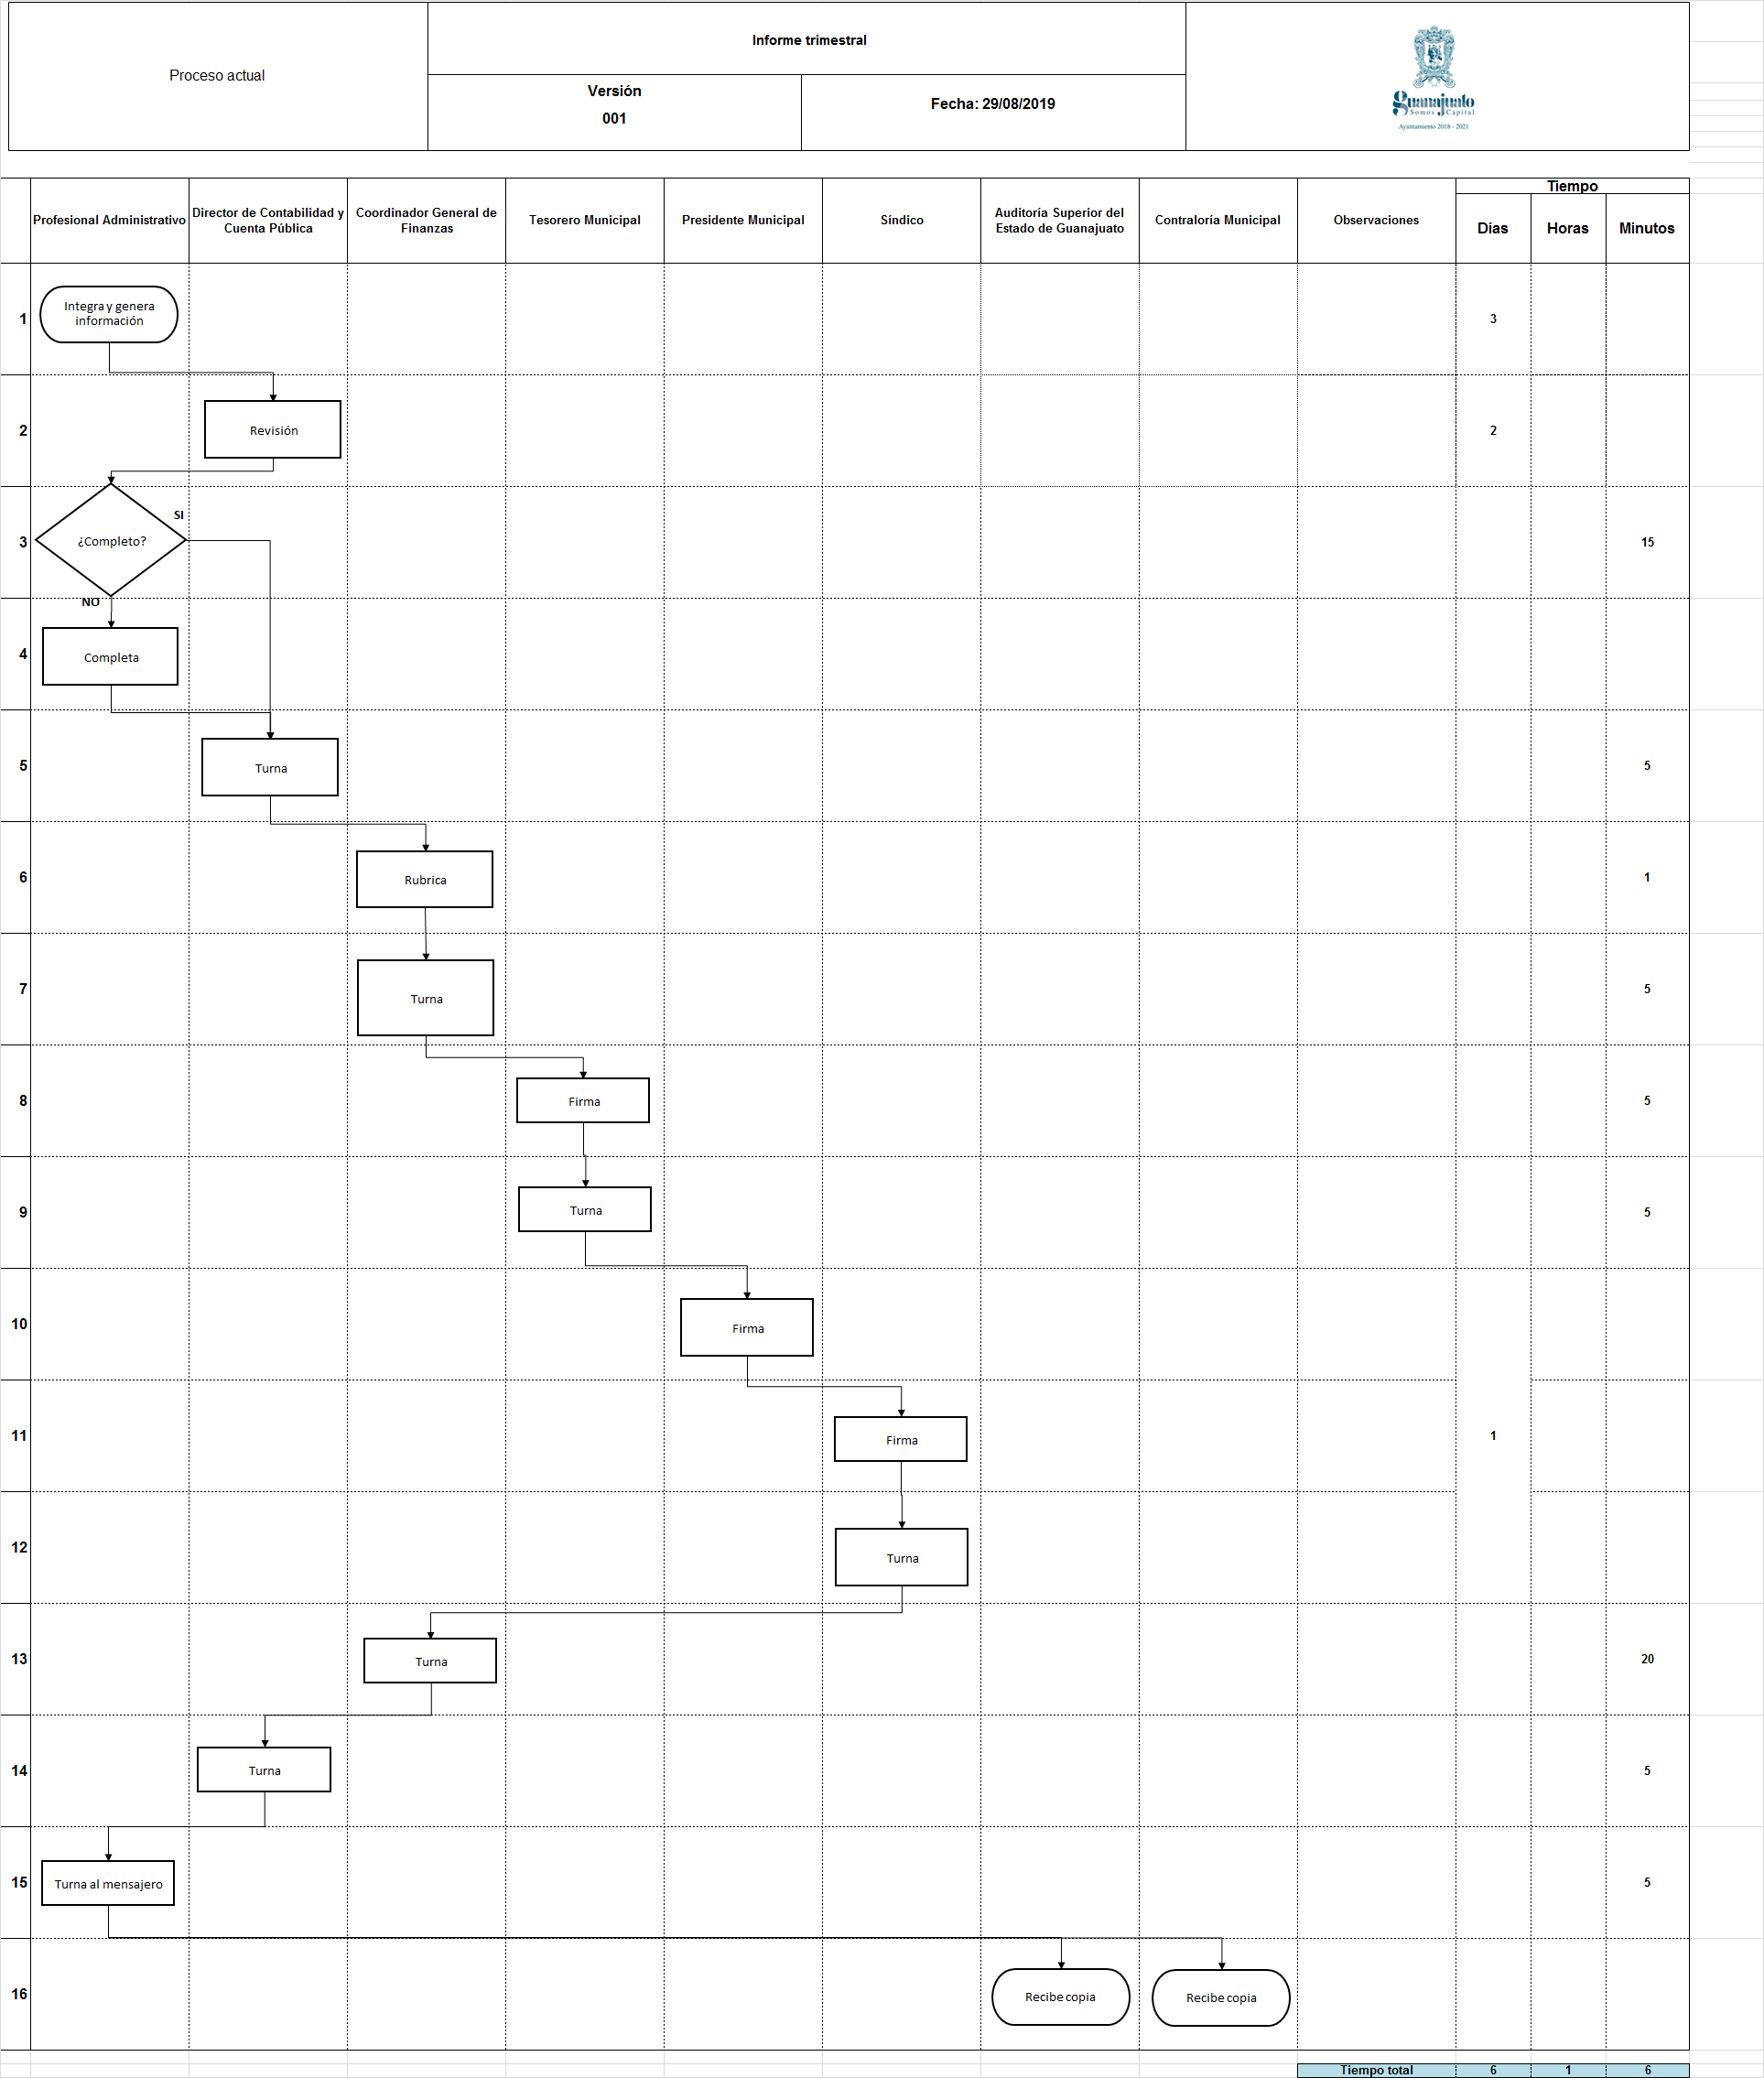 Proceso actual
Informe trimestral
Versión
001
Fecha: 29/08/2019
Guanajuato
Somos Capital
Ayuntamiento 2018 - 2021
Profesional Administrativo
Director de Contabilidad y
Cuenta Pública
Coordinador General de
Finanzas
Tesorero Municipal
Presidente Municipal
Síndico
Auditoría Superior del
Estado de Guanajuato
Contraloría Municipal
Observaciones
Tiempo
Días
Horas
Minutos
1
Integra y genera
información
3
2
Revisión
2
3
¿Completo?
SI
15
NO
4
Completa
5
Turna
5
6
Rubrica
1
7
Turna
5
8
Firma
5
9
Turna
5
10
Firma
11
Firma
1
12
Turna
13
Turna
20
14
Turna
5
15
Turna al mensajero
5
16
Recibe copia
Recibe copia
Tiempo total
6
1
6